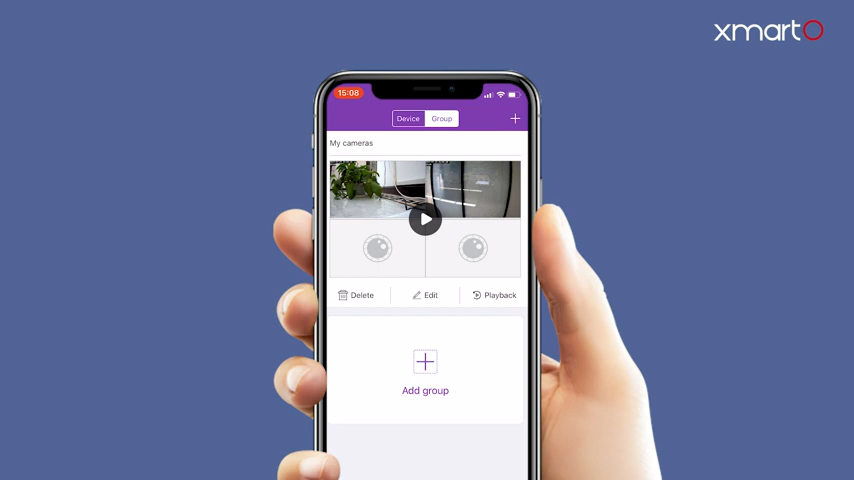 xmartO
15:08
Device Group
My cameras
Delete Edit Playback
Add group